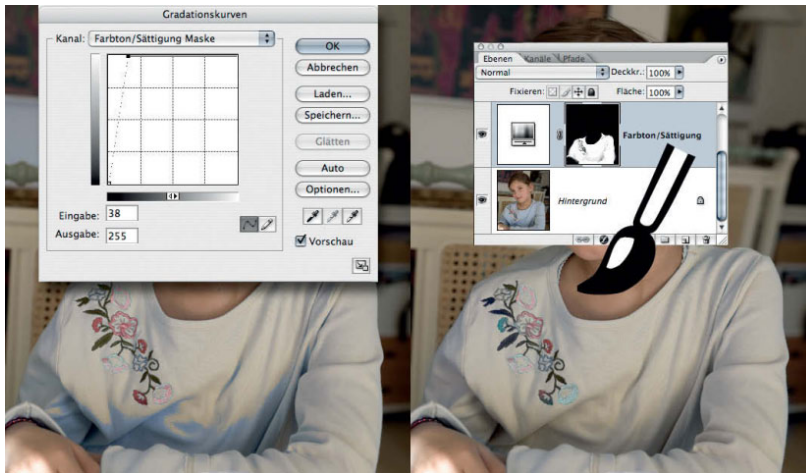 Gradationskurven
Kanal: Farbton/Sättigung Maske
OK
Abbrechen
Laden...
Speichern...
Glätten
Auto
Optionen...
Eingabe: 38
Ausgabe: 255
Vorschau
Ebenen Kanäle Pfade
Normal Deckkr.: 100%
Fixieren: Fläche: 100%
Farbton/Sättigung
Hintergrund